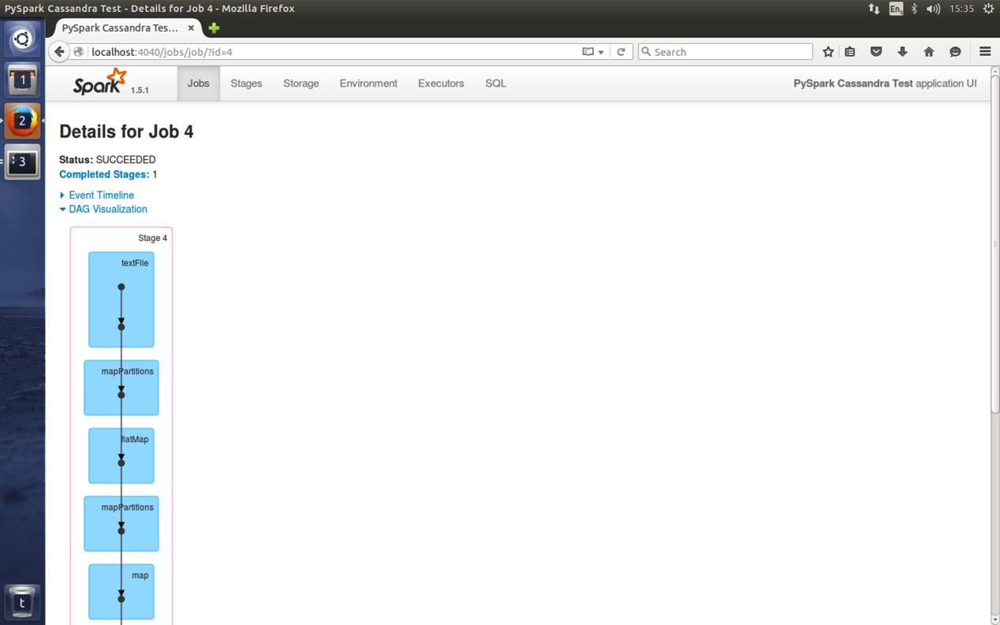 PySpark Cassandra Test - Details for Job 4 - Mozilla Firefox
En
15:35
PySpark Cassandra Tes...
localhost:4040/jobs/job/?id=4
Search
1
2
3
t
Spark 1.5.1
Jobs Stages Storage Environment Executors SQL
PySpark Cassandra Test application UI
Details for Job 4
Status: SUCCEEDED
Completed Stages: 1
Event Timeline
DAG Visualization
Stage 4
textFile
mapPartitions
flatMap
mapPartitions
map